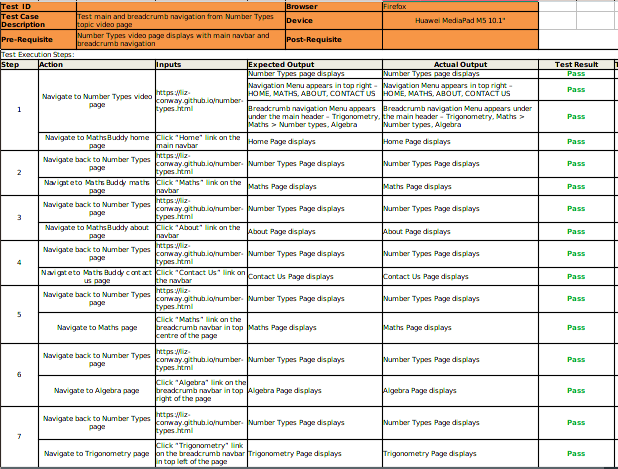 Test ID Browser Firefox
Test Case Description Test main and breadcrumb navigation from Number Types topic video page Device Huawei MediaPad M5 10.1"
Pre-Requisite Number Types video page displays with main navbar and breadcrumb navigation Post-Requisite
Test Execution Steps:
Step Action Inputs Expected Output Actual Output Test Result
1 Navigate to Number Types video page https://liz-conway.github.io/number-types.html Number Types page displays Number Types page displays Pass
Navigation Menu appears in top right – HOME, MATHS, ABOUT, CONTACT US Navigation Menu appears in top right – HOME, MATHS, ABOUT, CONTACT US Pass
Breadcrumb navigation Menu appears under the main header – Trigonometry, Maths > Number types, Algebra Breadcrumb navigation Menu appears under the main header – Trigonometry, Maths > Number types, Algebra Pass
Navigate to MathsBuddy home page Click "Home" link on the main navbar Home Page displays Home Page displays Pass
2 Navigate back to Number Types page https://liz-conway.github.io/number-types.html Number Types Page displays Number Types Page displays Pass
Navigate to MathsBuddy maths page Click "Maths" link on the navbar Maths Page displays Maths Page displays Pass
3 Navigate back to Number Types page https://liz-conway.github.io/number-types.html Number Types Page displays Number Types Page displays Pass
Navigate to MathsBuddy about page Click "About" link on the navbar About Page displays About Page displays Pass
4 Navigate back to Number Types page https://liz-conway.github.io/number-types.html Number Types Page displays Number Types Page displays Pass
Navigate to MathsBuddy contact us page Click "Contact Us" link on the navbar Contact Us Page displays Contact Us Page displays Pass
5 Navigate back to Number Types page https://liz-conway.github.io/number-types.html Number Types Page displays Number Types Page displays Pass
Navigate to Maths page Click "Maths" link on the breadcrumb navbar in top centre of the page Maths Page displays Maths Page displays Pass
6 Navigate back to Number Types page https://liz-conway.github.io/number-types.html Number Types Page displays Number Types Page displays Pass
Navigate to Algebra page Click "Algebra" link on the breadcrumb navbar in top right of the page Algebra Page displays Algebra Page displays Pass
7 Navigate back to Number Types page https://liz-conway.github.io/number-types.html Number Types Page displays Number Types Page displays Pass
Navigate to Trigonometry page Click "Trigonometry" link on the breadcrumb navbar in top left of the page Trigonometry Page displays Trigonometry Page displays Pass